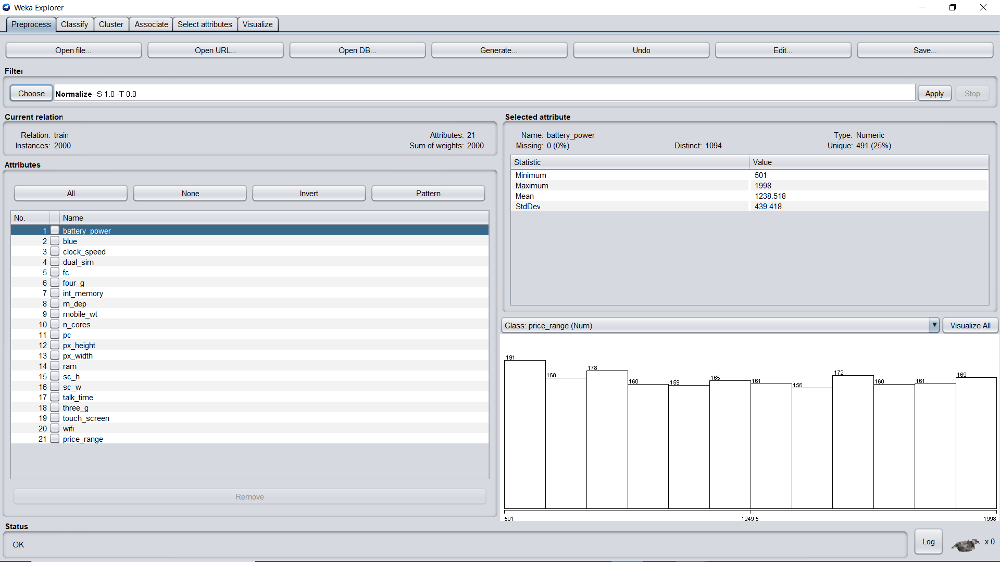 Weka Explorer
Preprocess Classify Cluster Associate Select attributes Visualize
Open file... Open URL... Open DB... Generate... Undo Edit... Save...
Filter
Choose Normalize -S 1.0 -T 0.0 Apply Stop
Current relation
Relation: train Attributes: 21
Instances: 2000 Sum of weights: 2000
Attributes
All None Invert Pattern
No. Name
1 battery_power
2 blue
3 clock_speed
4 dual_sim
5 fc
6 four_g
7 int_memory
8 m_dep
9 mobile_wt
10 n_cores
11 pc
12 px_height
13 px_width
14 ram
15 sc_h
16 sc_w
17 talk_time
18 three_g
19 touch_screen
20 wifi
21 price_range
Remove
Selected attribute
Name: battery_power Type: Numeric
Missing: 0 (0%) Distinct: 1094 Unique: 491 (25%)
Statistic Value
Minimum 501
Maximum 1998
Mean 1238.518
StdDev 439.418
Class: price_range (Num) Visualize All
191 168 178 160 159 165 161 156 172 160 161 169
501 1249.5 1998
Status
OK
Log x 0